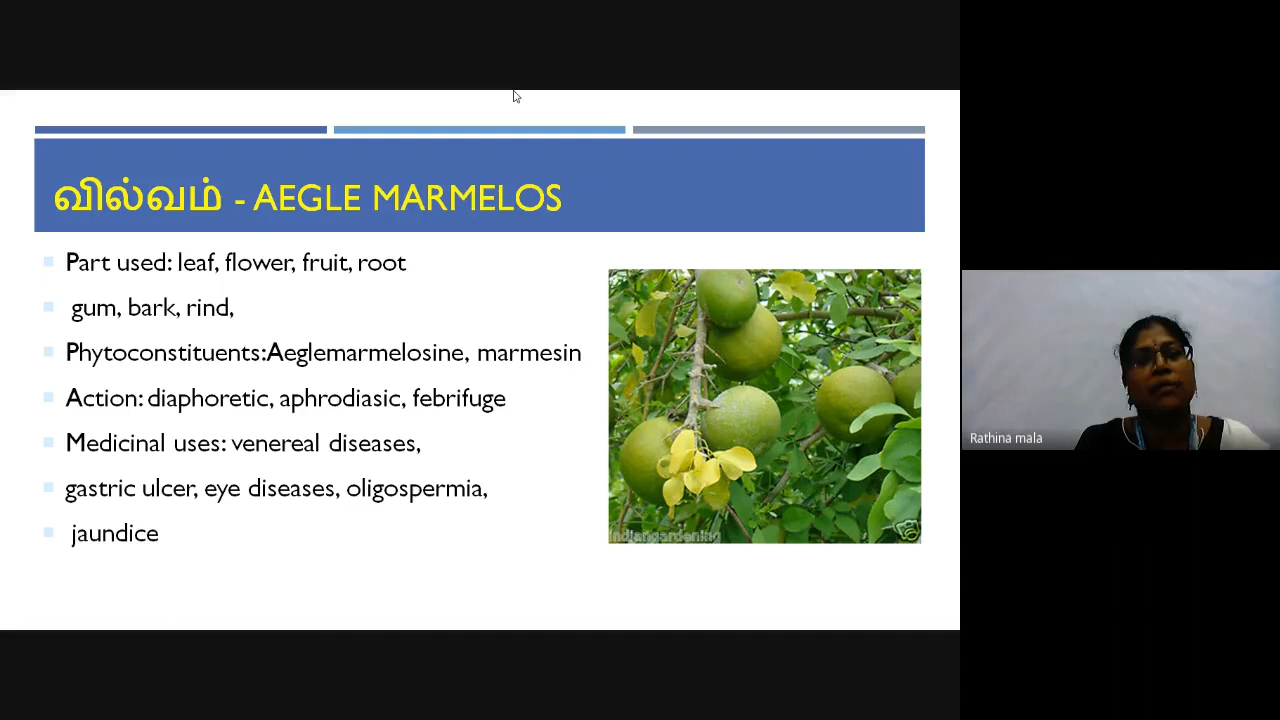 வில்வம் - AEGLE MARMELOS
Part used: leaf, flower, fruit, root
gum, bark, rind,
Phytoconstituents:Aeglemarmelosine, marmesin
Action: diaphoretic, aphrodiasic, febrifuge
Medicinal uses: venereal diseases,
gastric ulcer, eye diseases, oligospermia,
jaundice
indiangardening
Rathina mala